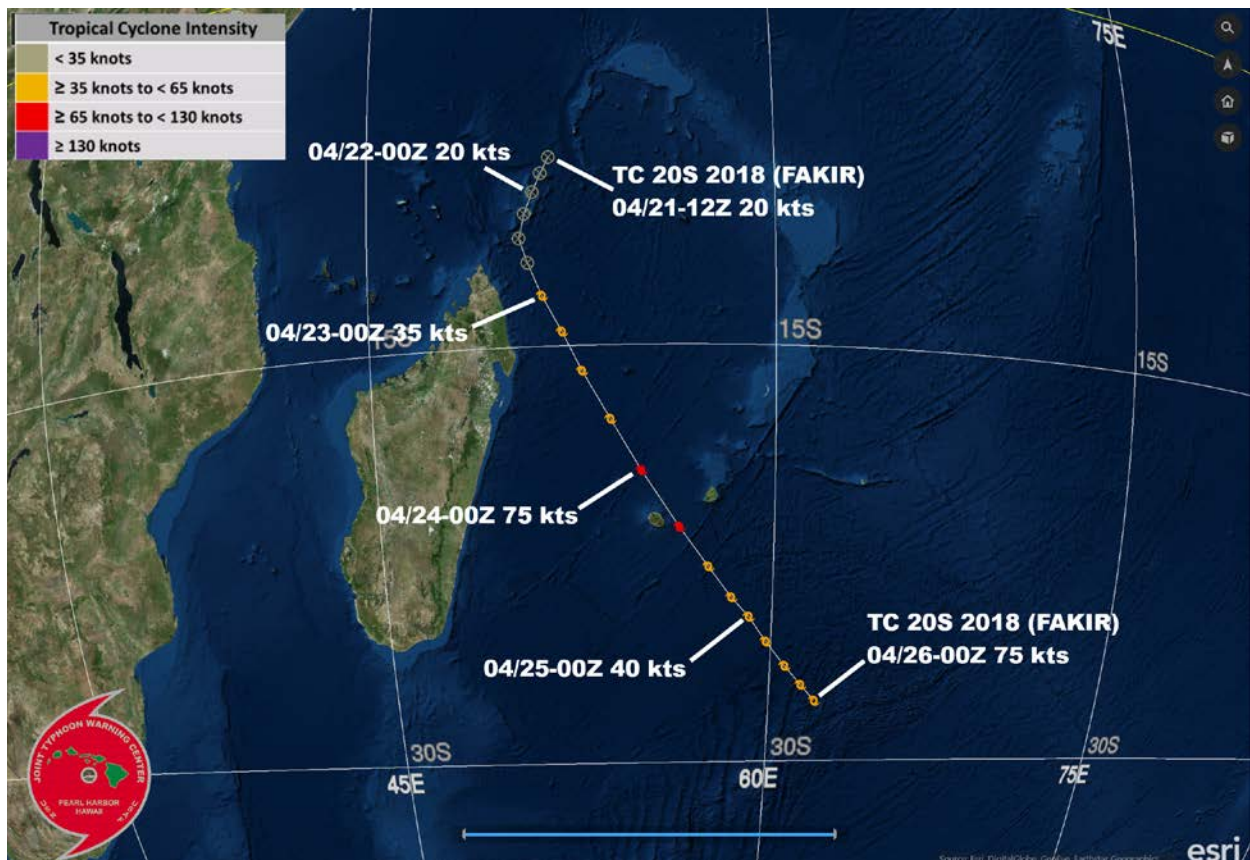 Tropical Cyclone Intensity
< 35 knots
≥ 35 knots to < 65 knots
≥ 65 knots to < 130 knots
≥ 130 knots
75E
04/22-00Z 20 kts
TC 20S 2018 (FAKIR)
04/21-12Z 20 kts
04/23-00Z 35 kts
15S
15S
15S
04/24-00Z 75 kts
TC 20S 2018 (FAKIR)
04/26-00Z 75 kts
04/25-00Z 40 kts
30S
30S
30S
45E
60E
75E
JOINT TYPHOON WARNING CENTER
PEARL HARBOR
HAWAII
esri